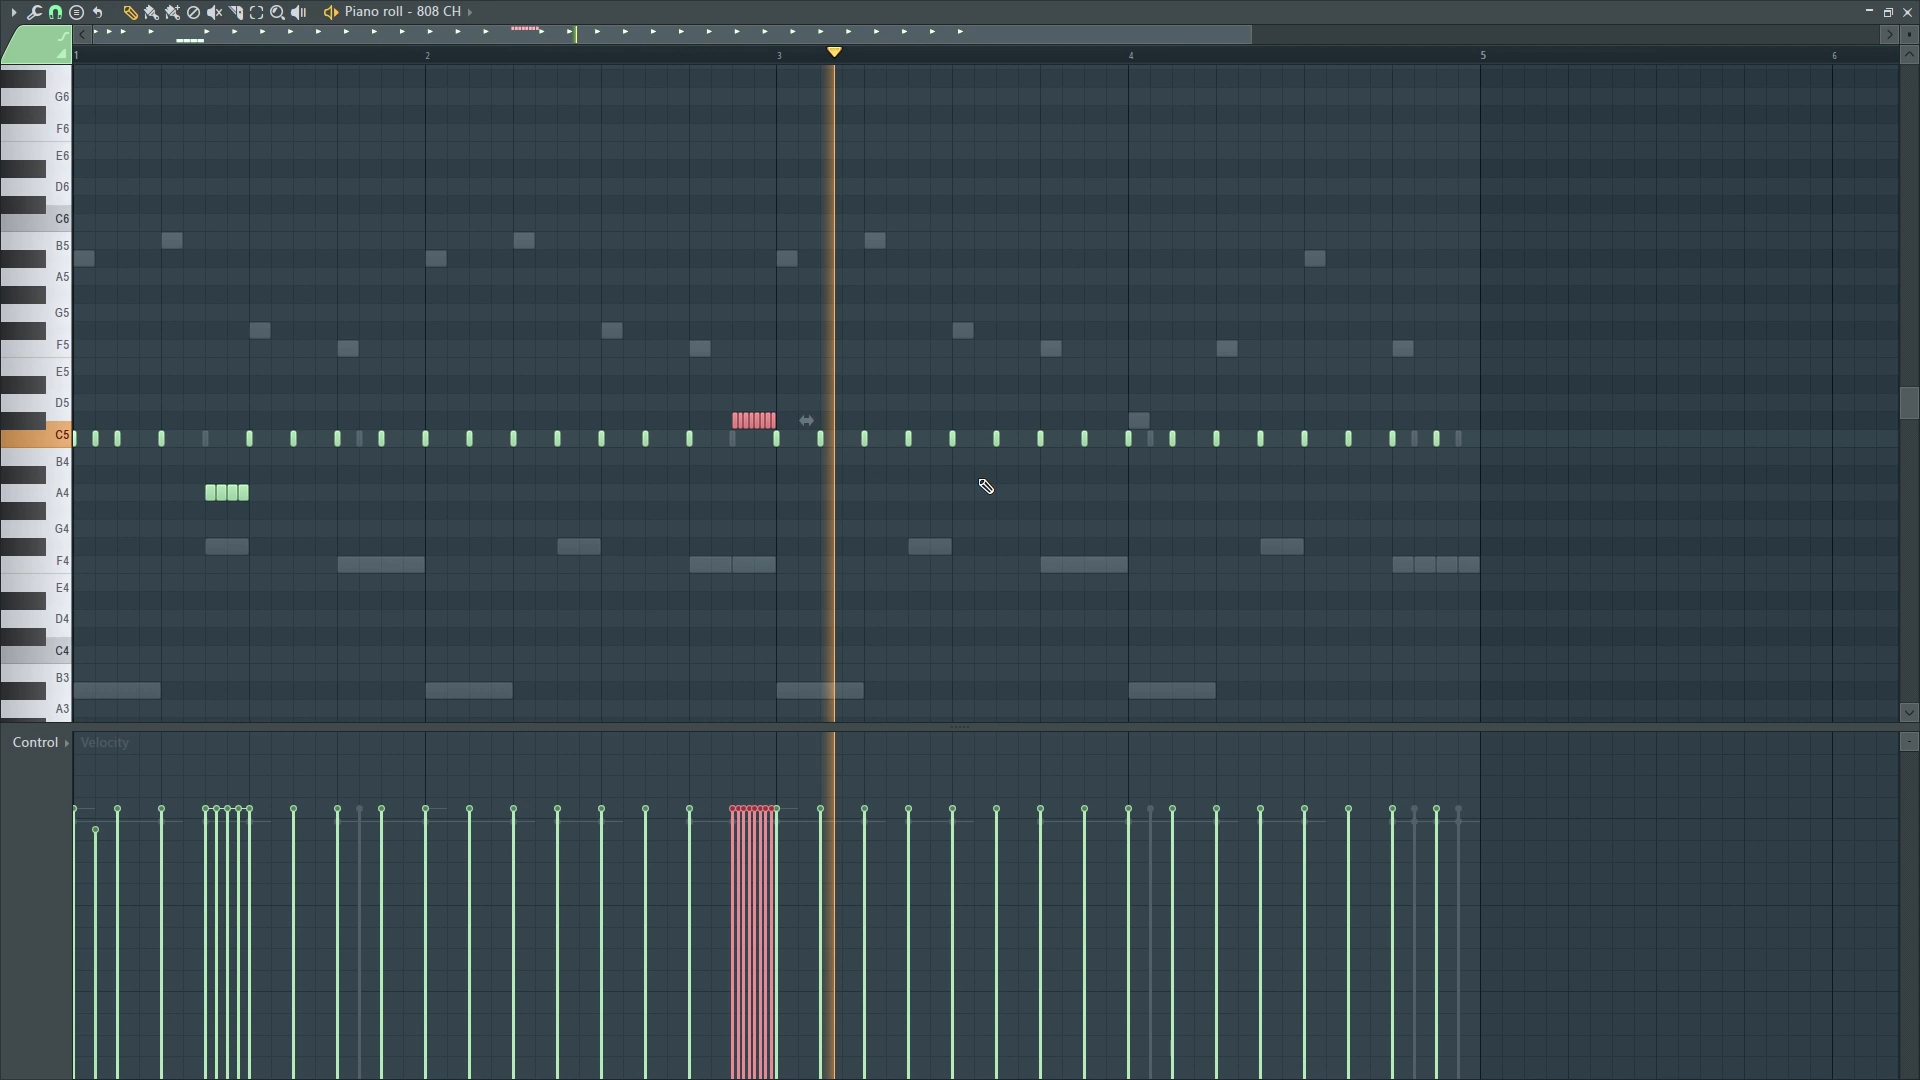 Piano roll - 808 CH
1 2 3 4 5 6
G6
F6
E6
D6
C6
B5
A5
G5
F5
E5
D5
C5
B4
A4
G4
F4
E4
D4
C4
B3
A3
Control Velocity